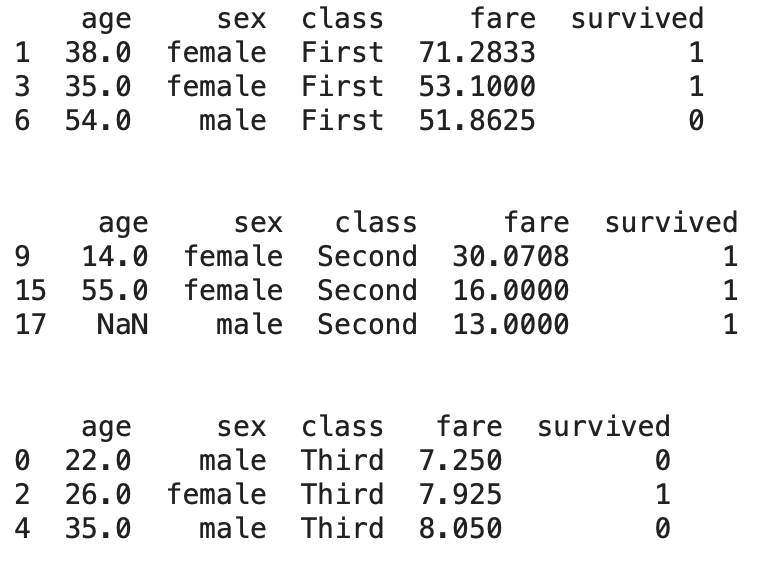 age sex class fare survived
1 38.0 female First 71.2833 1
3 35.0 female First 53.1000 1
6 54.0 male First 51.8625 0
age sex class fare survived
9 14.0 female Second 30.0708 1
15 55.0 female Second 16.0000 1
17 NaN male Second 13.0000 1
age sex class fare survived
0 22.0 male Third 7.250 0
2 26.0 female Third 7.925 1
4 35.0 male Third 8.050 0